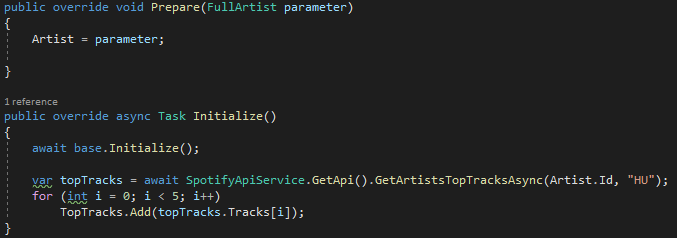 public override void Prepare(FullArtist parameter)
{
Artist = parameter;
}
1 reference
public override async Task Initialize()
{
await base.Initialize();
var topTracks = await SpotifyApiService.GetApi().GetArtistsTopTracksAsync(Artist.Id, "HU");
for (int i = 0; i < 5; i++)
TopTracks.Add(topTracks.Tracks[i]);
}